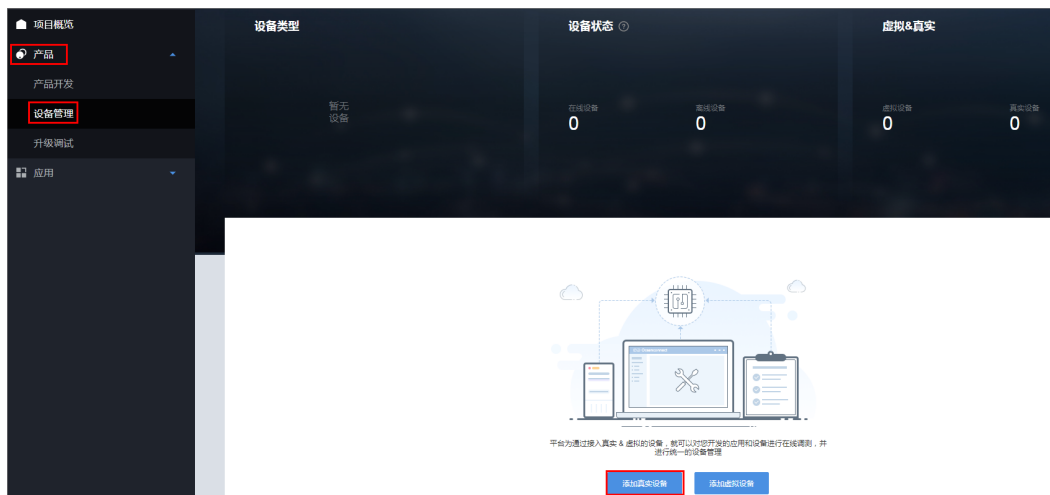 项目概览
产品
产品开发
设备管理
升级调试
应用
设备类型
暂无
设备
设备状态
在线设备
0
离线设备
0
虚拟&真实
虚拟设备
0
真实设备
0
平台为通过接入真实 & 虚拟的设备，就可以对您开发的应用和设备进行在线调测，并
进行统一的设备管理
添加真实设备
添加虚拟设备